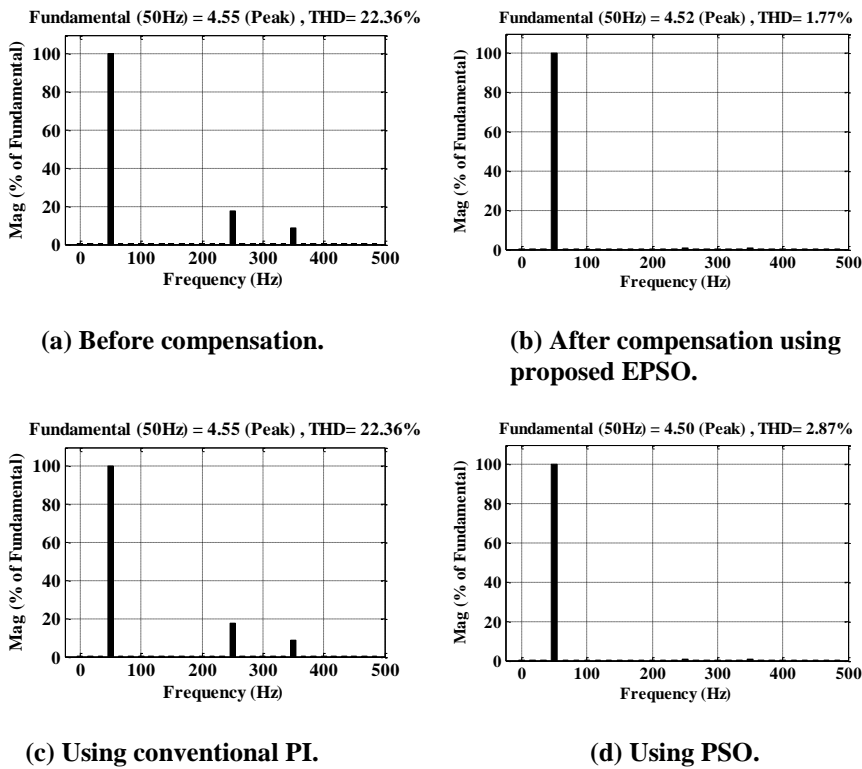 Fundamental (50Hz) = 4.55 (Peak) , THD= 22.36%
Mag (% of Fundamental)
100
80
60
40
20
0
0 100 200 300 400 500
Frequency (Hz)
(a) Before compensation.
Fundamental (50Hz) = 4.52 (Peak) , THD= 1.77%
Mag (% of Fundamental)
100
80
60
40
20
0
0 100 200 300 400 500
Frequency (Hz)
(b) After compensation using
proposed EPSO.
Fundamental (50Hz) = 4.55 (Peak) , THD= 22.36%
Mag (% of Fundamental)
100
80
60
40
20
0
0 100 200 300 400 500
Frequency (Hz)
(c) Using conventional PI.
Fundamental (50Hz) = 4.50 (Peak) , THD= 2.87%
Mag (% of Fundamental)
100
80
60
40
20
0
0 100 200 300 400 500
Frequency (Hz)
(d) Using PSO.